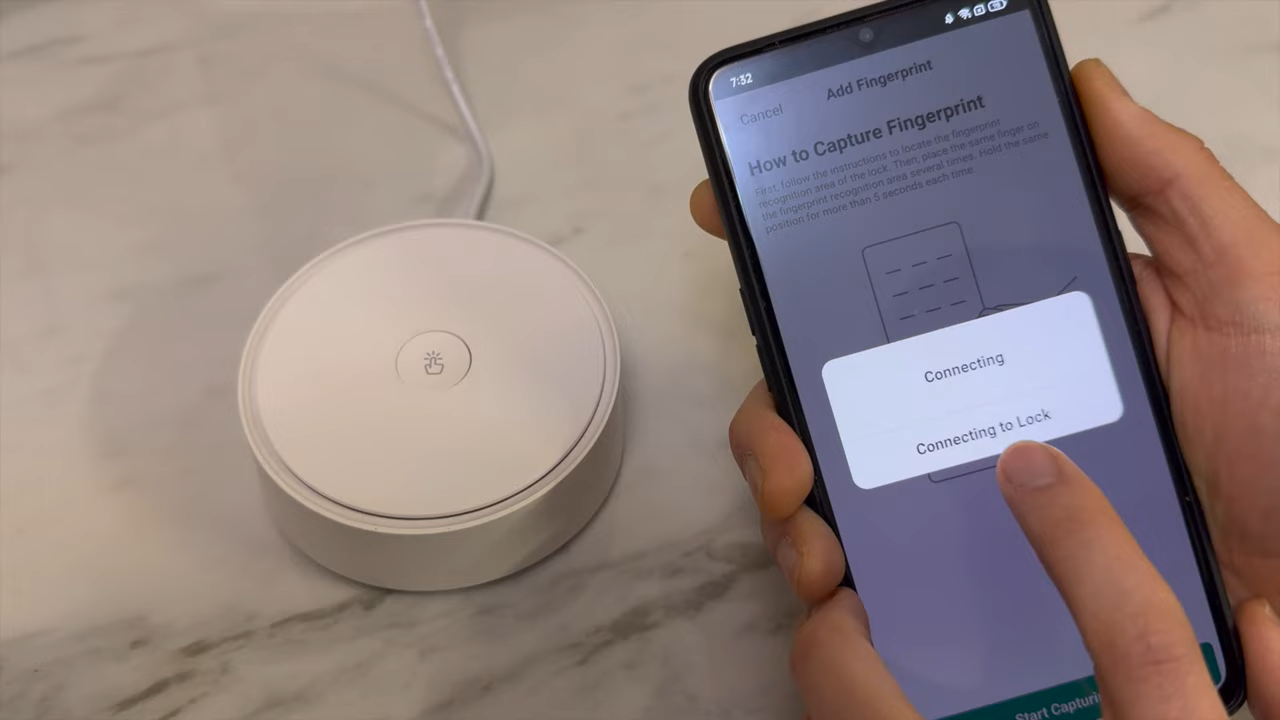 7:32
Cancel
Add Fingerprint
How to Capture Fingerprint
First, follow the instructions to locate the fingerprint
recognition area of the lock. Then, place the same finger on
the fingerprint recognition area several times. Hold the same
position for more than 5 seconds each time.
Connecting
Connecting to Lock
Start